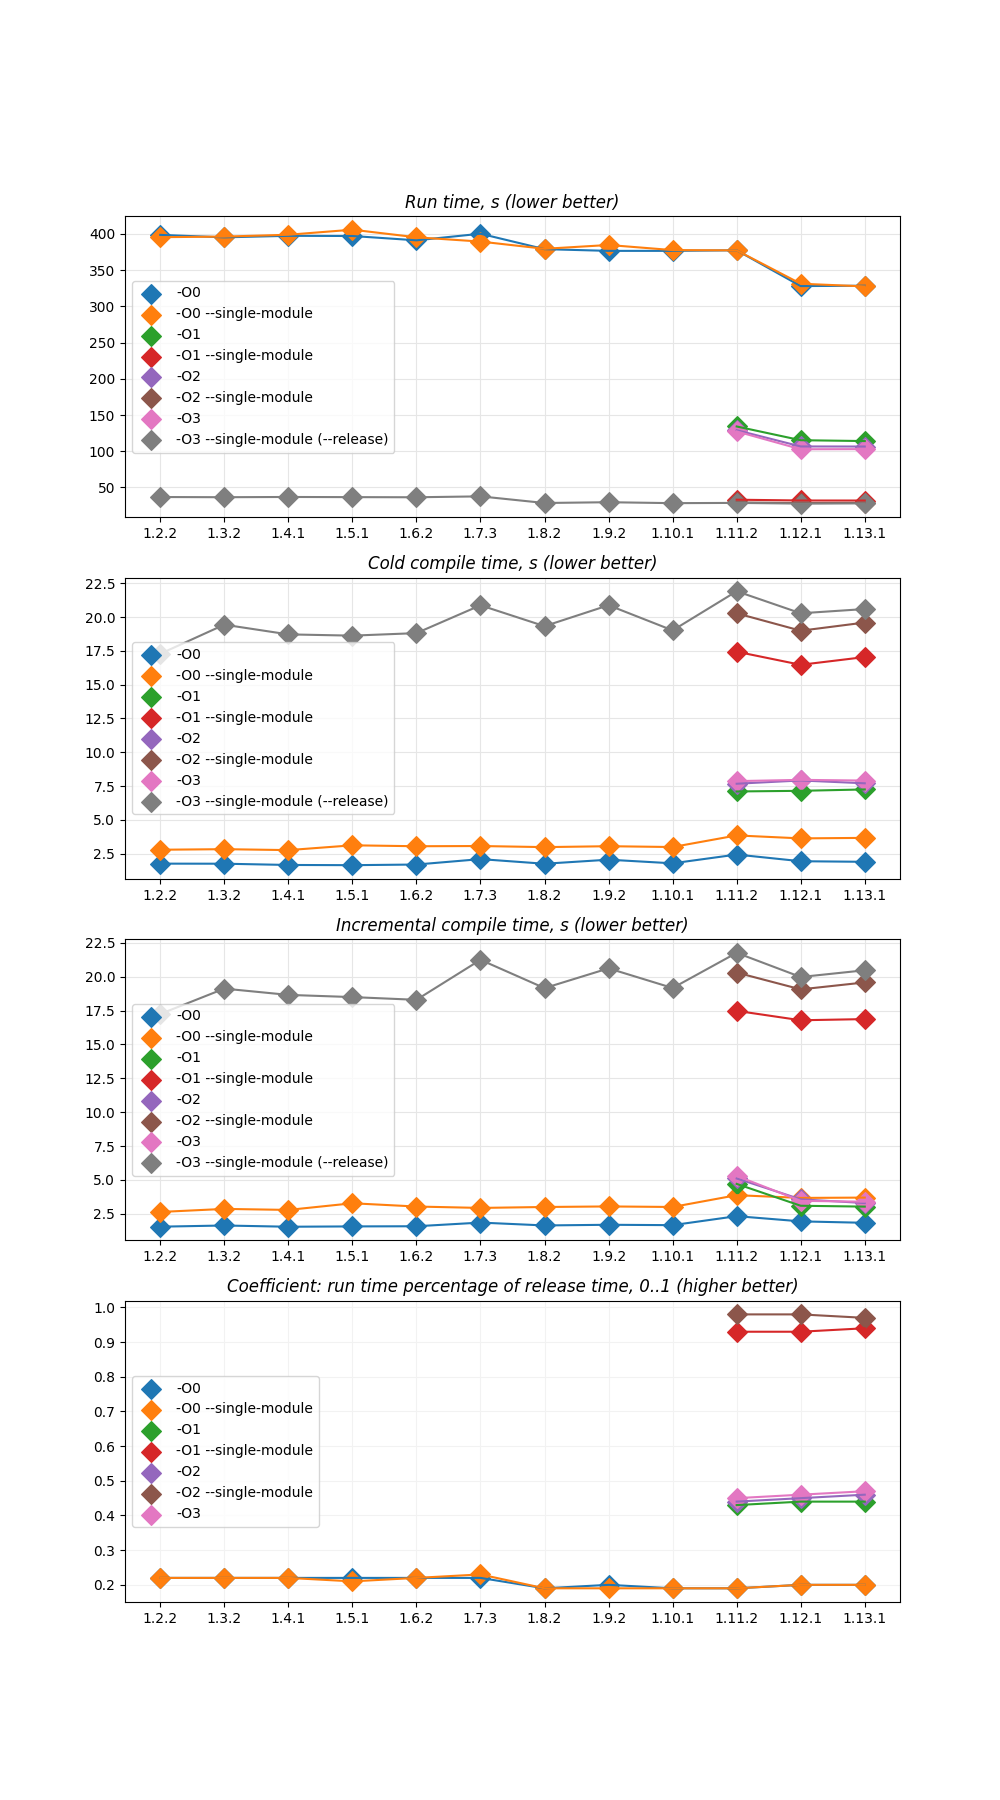 Run time, s (lower better)
400
350
300
250
200
150
100
50
-O0
-O0 --single-module
-O1
-O1 --single-module
-O2
-O2 --single-module
-O3
-O3 --single-module (--release)
1.2.2 1.3.2 1.4.1 1.5.1 1.6.2 1.7.3 1.8.2 1.9.2 1.10.1 1.11.2 1.12.1 1.13.1
Cold compile time, s (lower better)
22.5
20.0
17.5
15.0
12.5
10.0
7.5
5.0
2.5
-O0
-O0 --single-module
-O1
-O1 --single-module
-O2
-O2 --single-module
-O3
-O3 --single-module (--release)
1.2.2 1.3.2 1.4.1 1.5.1 1.6.2 1.7.3 1.8.2 1.9.2 1.10.1 1.11.2 1.12.1 1.13.1
Incremental compile time, s (lower better)
22.5
20.0
17.5
15.0
12.5
10.0
7.5
5.0
2.5
-O0
-O0 --single-module
-O1
-O1 --single-module
-O2
-O2 --single-module
-O3
-O3 --single-module (--release)
1.2.2 1.3.2 1.4.1 1.5.1 1.6.2 1.7.3 1.8.2 1.9.2 1.10.1 1.11.2 1.12.1 1.13.1
Coefficient: run time percentage of release time, 0..1 (higher better)
1.0
0.9
0.8
0.7
0.6
0.5
0.4
0.3
0.2
-O0
-O0 --single-module
-O1
-O1 --single-module
-O2
-O2 --single-module
-O3
1.2.2 1.3.2 1.4.1 1.5.1 1.6.2 1.7.3 1.8.2 1.9.2 1.10.1 1.11.2 1.12.1 1.13.1